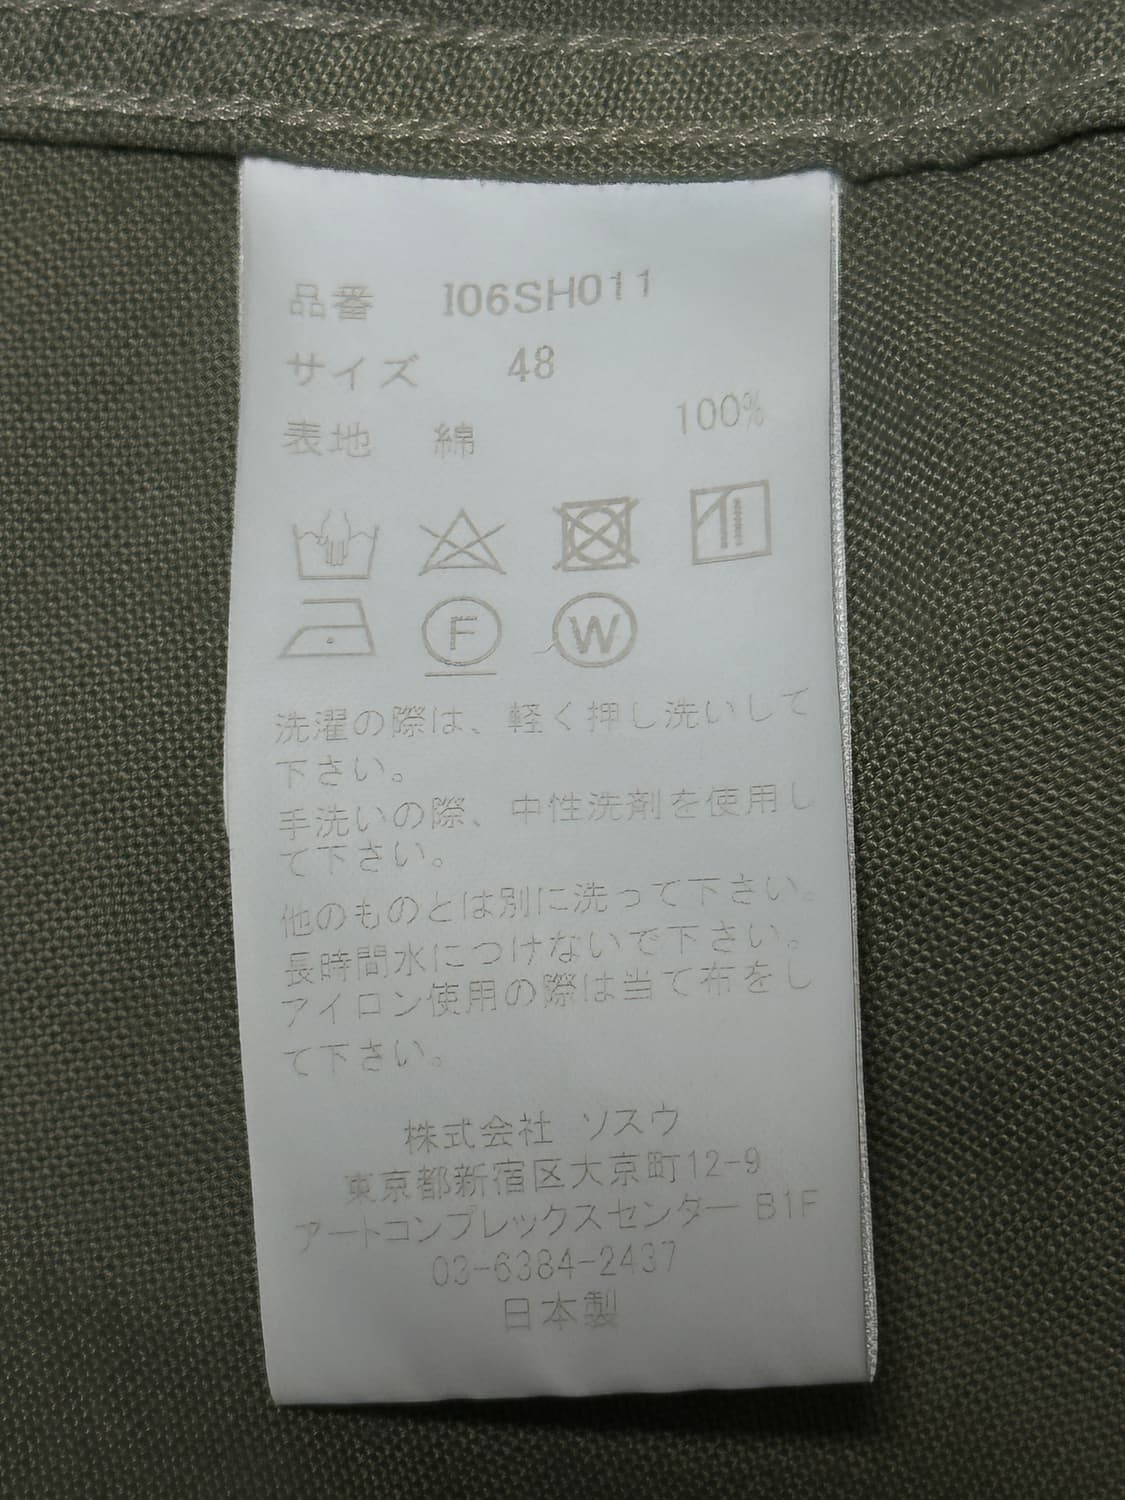 品番 I06SH011
サイズ 48
表地 綿 100%
F W
洗濯の際は、軽く押し洗いして
下さい。
手洗いの際、中性洗剤を使用し
て下さい。
他のものとは別に洗って下さい。
長時間水につけないで下さい。
アイロン使用の際は当て布をし
て下さい。
株式会社 ソスウ
東京都新宿区大京町12-9
アートコンプレックスセンター B1F
03-6384-2437
日本製